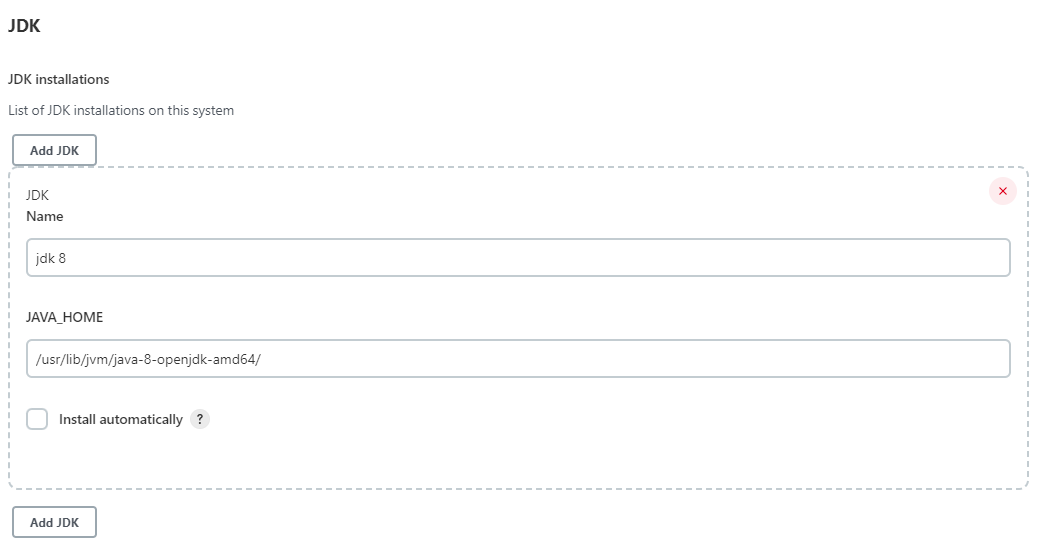 JDK
JDK installations
List of JDK installations on this system
Add JDK
JDK
Name
jdk 8
JAVA_HOME
/usr/lib/jvm/java-8-openjdk-amd64/
Install automatically ?
Add JDK